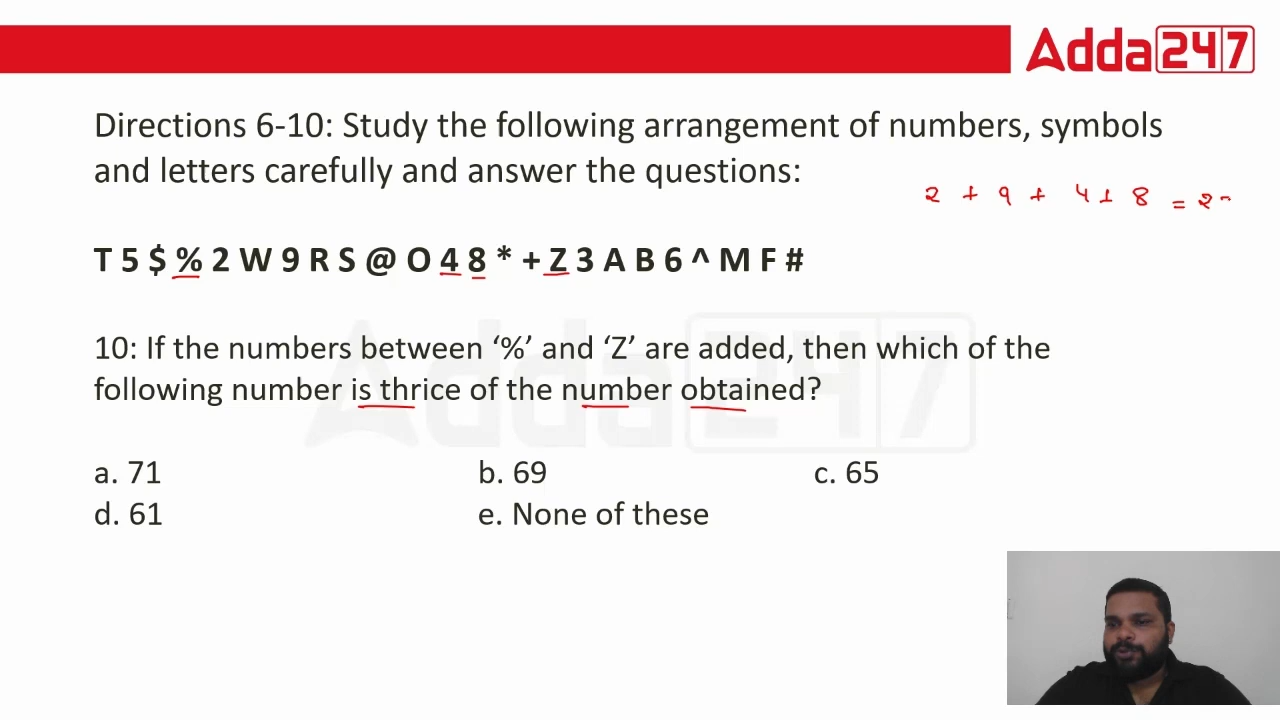 Adda247
Directions 6-10: Study the following arrangement of numbers, symbols
and letters carefully and answer the questions:
2 + 9 + 4 + 8 = 2
T 5 $ % 2 W 9 R S @ O 4 8 * + Z 3 A B 6 ^ M F #
10: If the numbers between ‘%’ and ‘Z’ are added, then which of the
following number is thrice of the number obtained?
Adda247
a. 71 b. 69 c. 65
d. 61 e. None of these